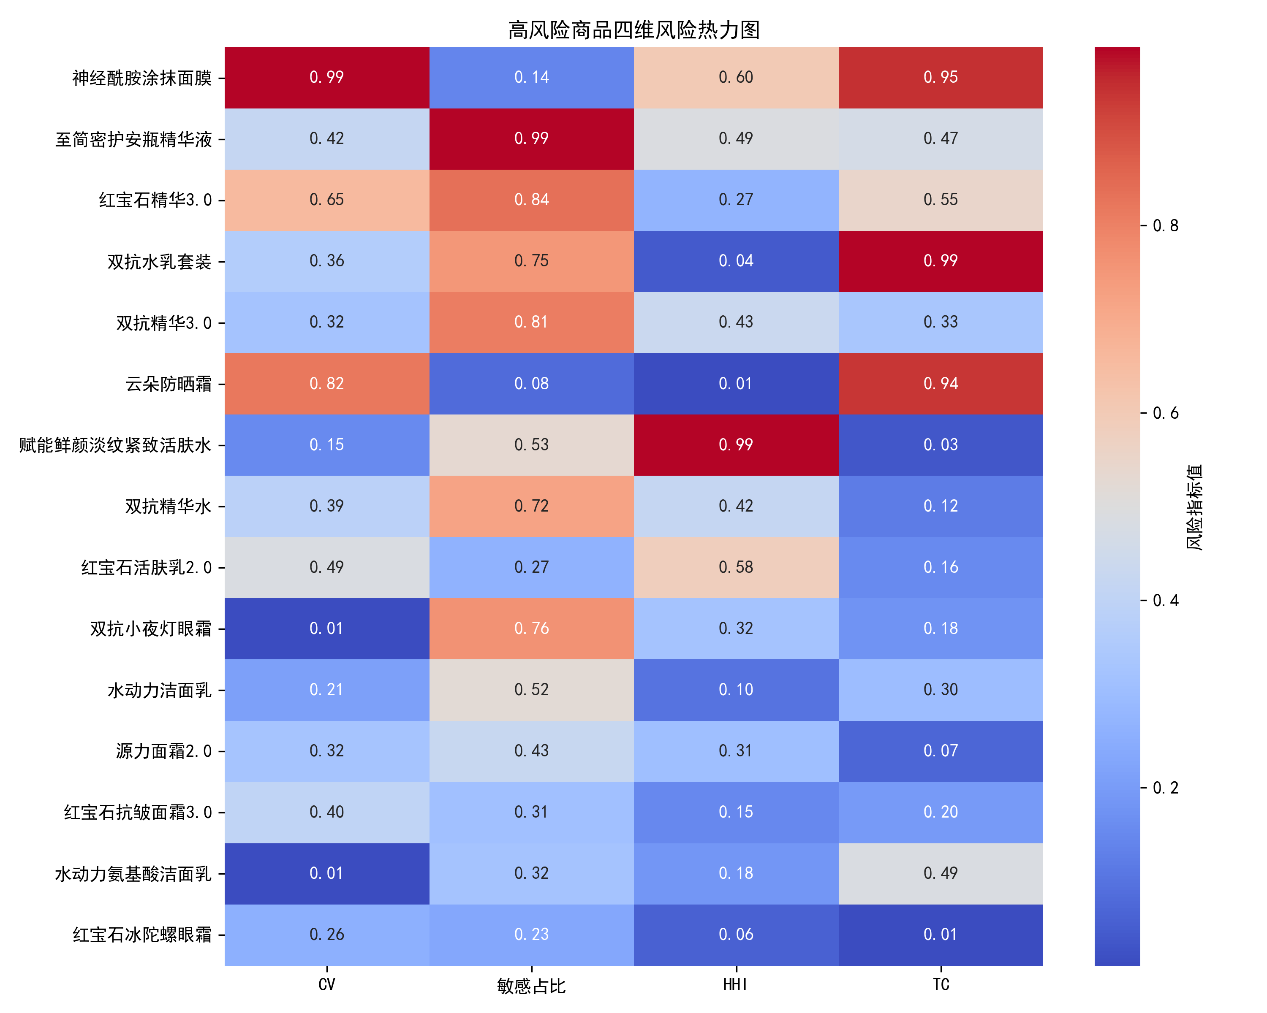 高风险商品四维风险热力图
神经酰胺涂抹面膜 0.99 0.14 0.60 0.95
至简密护安瓶精华液 0.42 0.99 0.49 0.47
红宝石精华3.0 0.65 0.84 0.27 0.55
双抗水乳套装 0.36 0.75 0.04 0.99
双抗精华3.0 0.32 0.81 0.43 0.33
云朵防晒霜 0.82 0.08 0.01 0.94
赋能鲜颜淡纹紧致活肤水 0.15 0.53 0.99 0.03
双抗精华水 0.39 0.72 0.42 0.12
红宝石活肤乳2.0 0.49 0.27 0.58 0.16
双抗小夜灯眼霜 0.01 0.76 0.32 0.18
水动力洁面乳 0.21 0.52 0.10 0.30
源力面霜2.0 0.32 0.43 0.31 0.07
红宝石抗皱面霜3.0 0.40 0.31 0.15 0.20
水动力氨基酸洁面乳 0.01 0.32 0.18 0.49
红宝石冰陀螺眼霜 0.26 0.23 0.06 0.01
CV 敏感占比 HHI TC
0.8
0.6
0.4
0.2
风险指标值